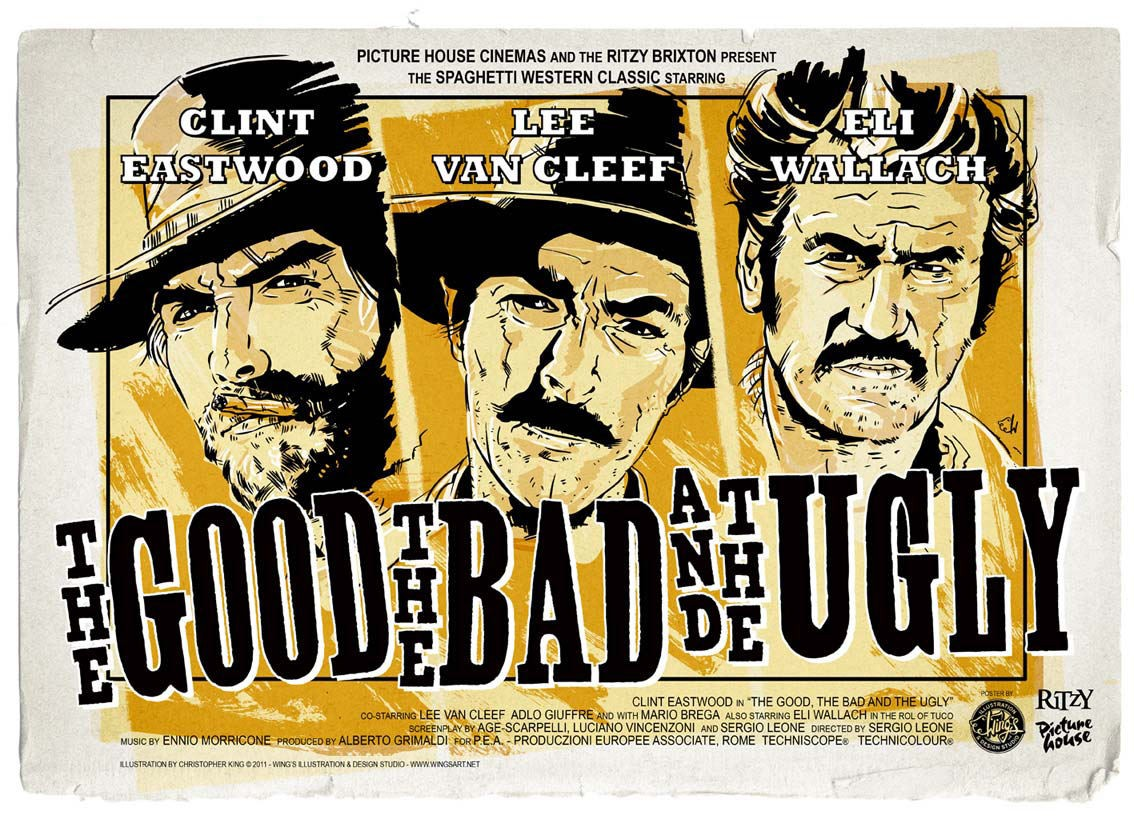 PICTURE HOUSE CINEMAS AND THE RITZY BRIXTON PRESENT
THE SPAGHETTI WESTERN CLASSIC STARRING
CLINT
EASTWOOD
LEE
VAN CLEEF
ELI
WALLACH
THE GOOD THE BAD AND THE UGLY
CLINT EASTWOOD IN "THE GOOD, THE BAD AND THE UGLY"
CO-STARRING LEE VAN CLEEF ADLO GIUFFRE AND WITH MARIO BREGA ALSO STARRING ELI WALLACH IN THE ROL OF TUCO
SCREENPLAY BY AGE-SCARPELLI, LUCIANO VINCENZONI AND SERGIO LEONE DIRECTED BY SERGIO LEONE
MUSIC BY ENNIO MORRICONE PRODUCED BY ALBERTO GRIMALDI FOR P.E.A. - PRODUZIONI EUROPEE ASSOCIATE, ROME TECHNISCOPE® TECHNICOLOUR®
ILLUSTRATION BY CHRISTOPHER KING © 2011 - WING'S ILLUSTRATION & DESIGN STUDIO - WWW.WINGSART.NET
POSTER BY
ILLUSTRATION
Wing's
DESIGN STUDIO
RITZY
Picture
house